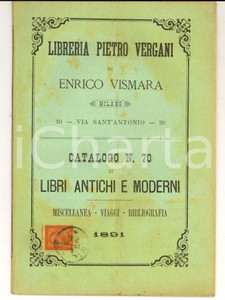 LIBRERIA PIETRO VERGANI
DI
ENRICO VISMARA
MILANO
20 — VIA SANT'ANTONIO — 20
CATALOGO N. 70
DI
LIBRI ANTICHI E MODERNI
MISCELLANEA - VIAGGI - BIBLIOGRAFIA
1891
iCharta